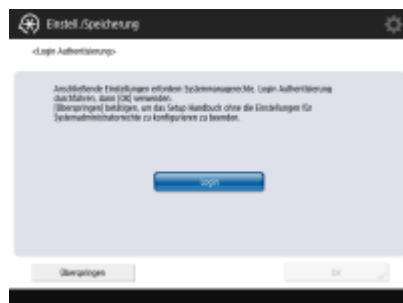 Einstell./Speicherung
<Login Authentisierung>
Anschließende Einstellungen erfordern Systemmanagerrechte. Login Authentisierung
durchführen, dann [OK] verwenden.
[Überspringen] betätigen, um das Setup Handbuch ohne die Einstellungen für
Systemadministratorrechte zu konfigurieren zu beenden.
Login
Überspringen
OK